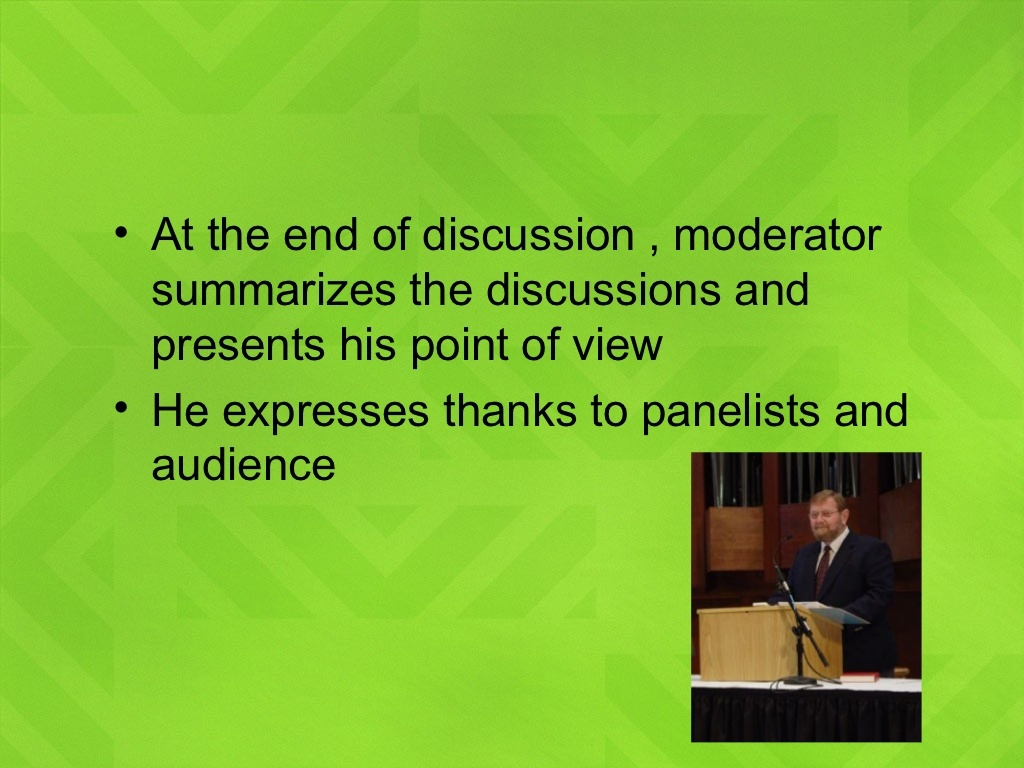 • At the end of discussion , moderator
summarizes the discussions and
presents his point of view
• He expresses thanks to panelists and
audience